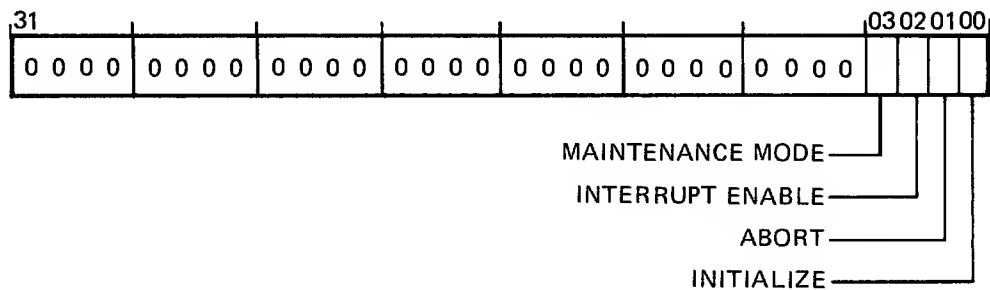 31 03 02 01 00
0 0 0 0 0 0 0 0 0 0 0 0 0 0 0 0 0 0 0 0 0 0 0 0 0 0 0 0
MAINTENANCE MODE
INTERRUPT ENABLE
ABORT
INITIALIZE